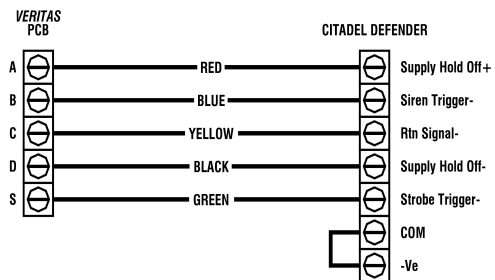 VERITAS
PCB
CITADEL DEFENDER
A RED Supply Hold Off+
B BLUE Siren Trigger-
C YELLOW Rtn Signal-
D BLACK Supply Hold Off-
S GREEN Strobe Trigger-
COM
-Ve